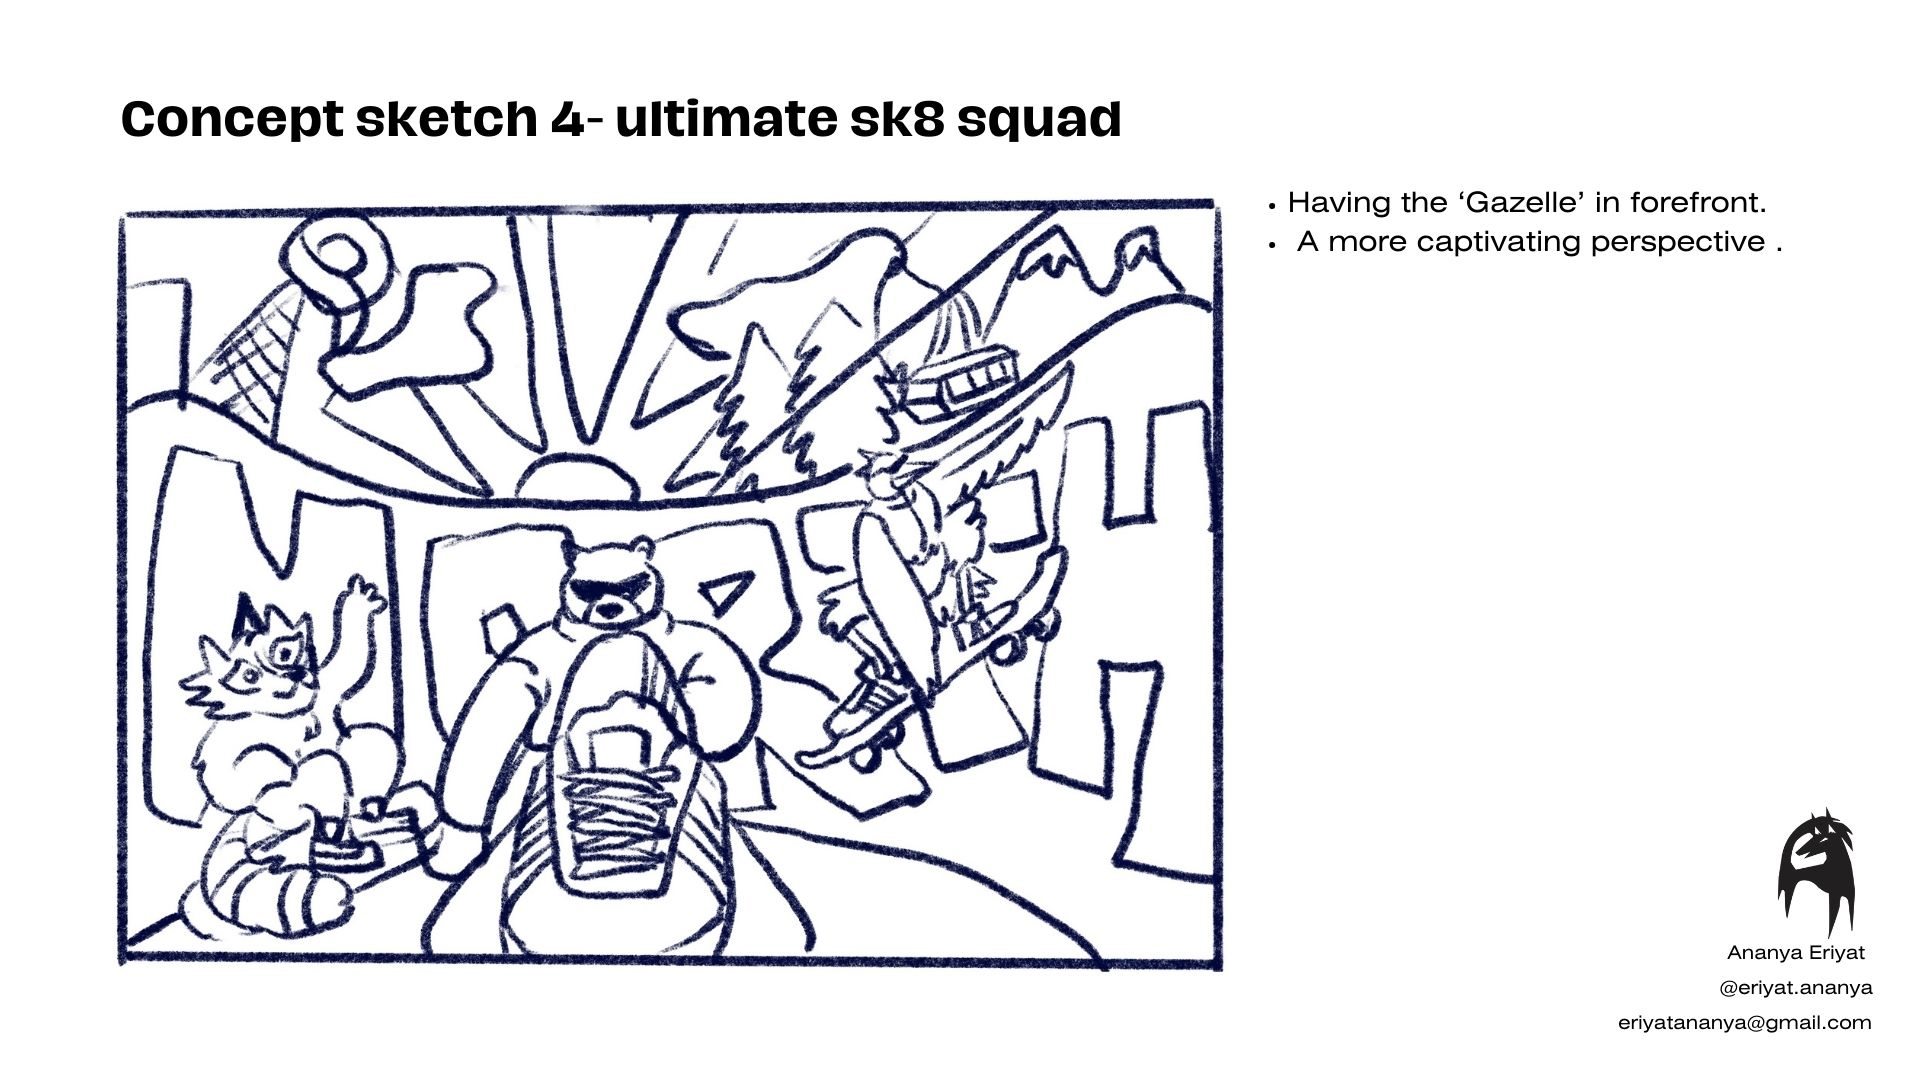 Concept sketch 4- ultimate sk8 squad
• Having the ‘Gazelle’ in forefront.
• A more captivating perspective .
Ananya Eriyat
@eriyat.ananya
eriyatananya@gmail.com